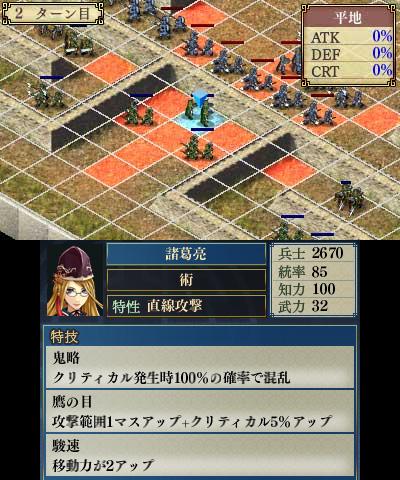 2 ターン目
平地
ATK 0%
DEF 0%
CRT 0%
諸葛亮
術
特性 直線攻撃
兵士 2670
統率 85
知力 100
武力 32
特技
鬼略
クリティカル発生時100%の確率で混乱
鷹の目
攻撃範囲1マスアップ+クリティカル5%アップ
駿速
移動力が2アップ